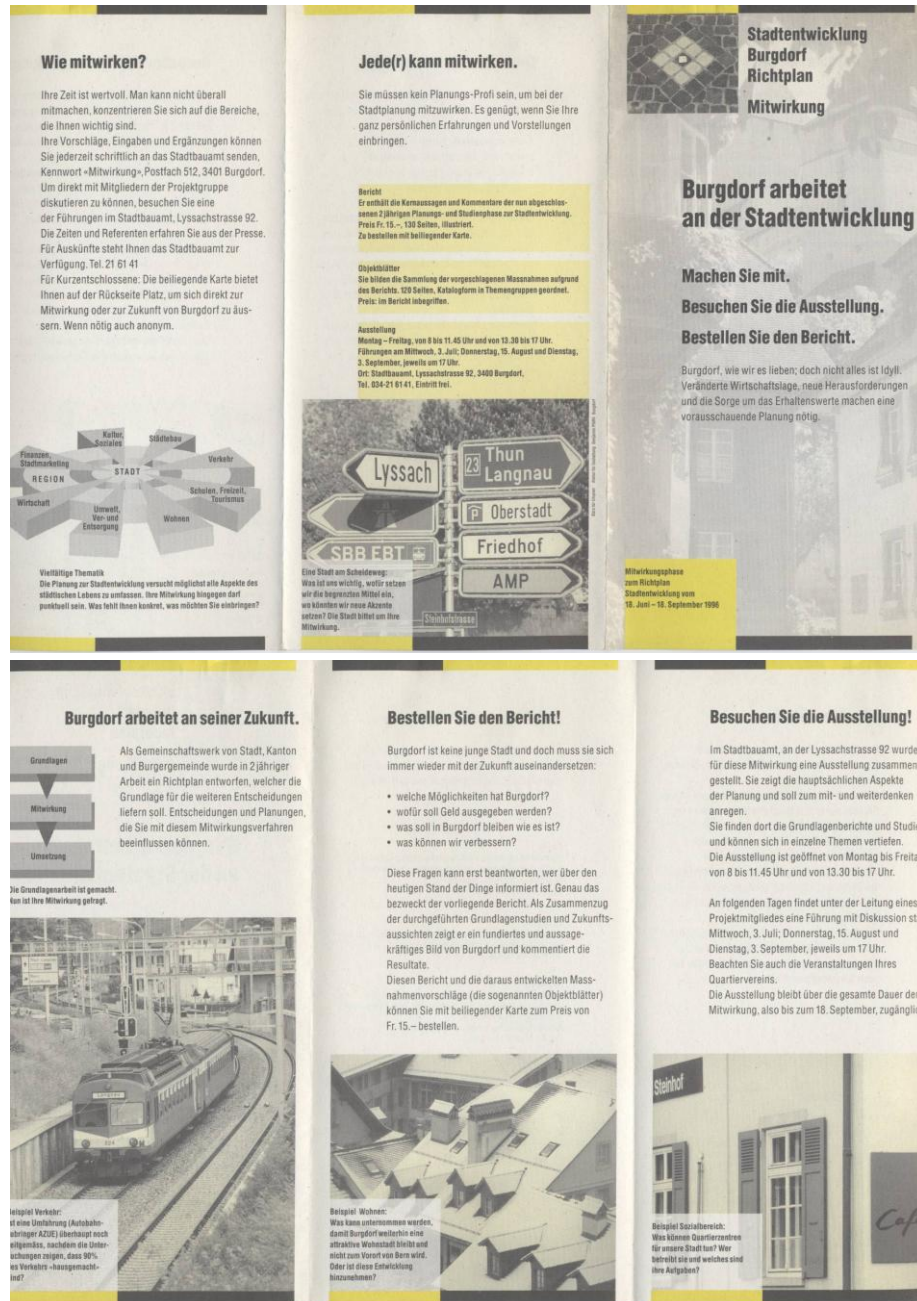 Wie mitwirken?
Ihre Zeit ist wertvoll. Man kann nicht überall
mitmachen, konzentrieren Sie sich auf die Bereiche,
die Ihnen wichtig sind.
Ihre Vorschläge, Eingaben und Ergänzungen können
Sie jederzeit schriftlich an das Stadtbauamt senden,
Kennwort «Mitwirkung», Postfach 512, 3401 Burgdorf.
Um direkt mit Mitgliedern der Projektgruppe
diskutieren zu können, besuchen Sie eine
der Führungen im Stadtbauamt, Lyssachstrasse 92.
Die Zeiten und Referenten erfahren Sie aus der Presse.
Für Auskünfte steht Ihnen das Stadtbauamt zur
Verfügung. Tel. 21 61 41
Für Kurzentschlossene: Die beiliegende Karte bietet
Ihnen auf der Rückseite Platz, um sich direkt zur
Mitwirkung oder zur Zukunft von Burgdorf zu äus-
sern. Wenn nötig auch anonym.
Kultur,
Soziales
Städtebau
Finanzen,
Stadtmarketing
Verkehr
REGION
STADT
Schulen, Freizeit,
Tourismus
Wirtschaft
Umwelt,
Ver- und
Entsorgung
Wohnen
Vielfältige Thematik
Die Planung zur Stadtentwicklung versucht möglichst alle Aspekte des
städtischen Lebens zu umfassen. Ihre Mitwirkung hingegen darf
punktuell sein. Was fehlt Ihnen konkret, was möchten Sie einbringen?
Jede(r) kann mitwirken.
Sie müssen kein Planungs-Profi sein, um bei der
Stadtplanung mitzuwirken. Es genügt, wenn Sie Ihre
ganz persönlichen Erfahrungen und Vorstellungen
einbringen.
Bericht
Er enthält die Kernaussagen und Kommentare der nun abgeschlos-
senen 2jährigen Planungs- und Studienphase zur Stadtentwicklung.
Preis Fr. 15.–, 130 Seiten, illustriert.
Zu bestellen mit beiliegender Karte.
Objektblätter
Sie bilden die Sammlung der vorgeschlagenen Massnahmen aufgrund
des Berichts. 120 Seiten, Katalogform in Themengruppen geordnet.
Preis: im Bericht inbegriffen.
Ausstellung
Montag – Freitag, von 8 bis 11.45 Uhr und von 13.30 bis 17 Uhr.
Führungen am Mittwoch, 3. Juli; Donnerstag, 15. August und Dienstag,
3. September, jeweils um 17 Uhr.
Ort: Stadtbauamt, Lyssachstrasse 92, 3400 Burgdorf,
Tel. 034-21 61 41, Eintritt frei.
Lyssach
23 Thun
Langnau
P Oberstadt
SBB EBT
Friedhof
AMP
Steinhofstrasse
Eine Stadt am Scheideweg:
Was ist uns wichtig, wofür setzen
wir die begrenzten Mittel ein,
wo könnten wir neue Akzente
setzen? Die Stadt bittet um Ihre
Mitwirkung.
Stadtentwicklung
Burgdorf
Richtplan
Mitwirkung
Burgdorf arbeitet
an der Stadtentwicklung
Machen Sie mit.
Besuchen Sie die Ausstellung.
Bestellen Sie den Bericht.
Burgdorf, wie wir es lieben; doch nicht alles ist Idyll.
Veränderte Wirtschaftslage, neue Herausforderungen
und die Sorge um das Erhaltenswerte machen eine
vorausschauende Planung nötig.
Mitwirkungsphase
zum Richtplan
Stadtentwicklung vom
18. Juni – 18. September 1996
Burgdorf arbeitet an seiner Zukunft.
Grundlagen
Mitwirkung
Umsetzung
Die Grundlagenarbeit ist gemacht.
Nun ist Ihre Mitwirkung gefragt.
Als Gemeinschaftswerk von Stadt, Kanton
und Burgergemeinde wurde in 2jähriger
Arbeit ein Richtplan entworfen, welcher die
Grundlage für die weiteren Entscheidungen
liefern soll. Entscheidungen und Planungen,
die Sie mit diesem Mitwirkungsverfahren
beeinflussen können.
Beispiel Verkehr:
st eine Umfahrung (Autobahn-
ubringer AZUE) überhaupt noch
eitgemäss, nachdem die Unter-
uchungen zeigen, dass 90%
es Verkehrs «hausgemacht»
ind?
Bestellen Sie den Bericht!
Burgdorf ist keine junge Stadt und doch muss sie sich
immer wieder mit der Zukunft auseinandersetzen:
• welche Möglichkeiten hat Burgdorf?
• wofür soll Geld ausgegeben werden?
• was soll in Burgdorf bleiben wie es ist?
• was können wir verbessern?
Diese Fragen kann erst beantworten, wer über den
heutigen Stand der Dinge informiert ist. Genau das
bezweckt der vorliegende Bericht. Als Zusammenzug
der durchgeführten Grundlagenstudien und Zukunfts-
aussichten zeigt er ein fundiertes und aussage-
kräftiges Bild von Burgdorf und kommentiert die
Resultate.
Diesen Bericht und die daraus entwickelten Mass-
nahmenvorschläge (die sogenannten Objektblätter)
können Sie mit beiliegender Karte zum Preis von
Fr. 15.– bestellen.
Beispiel Wohnen:
Was kann unternommen werden,
damit Burgdorf weiterhin eine
attraktive Wohnstadt bleibt und
nicht zum Vorort von Bern wird.
Oder ist diese Entwicklung
hinzunehmen?
Besuchen Sie die Ausstellung!
Im Stadtbauamt, an der Lyssachstrasse 92 wurde
für diese Mitwirkung eine Ausstellung zusammen
gestellt. Sie zeigt die hauptsächlichen Aspekte
der Planung und soll zum mit- und weiterdenken
anregen.
Sie finden dort die Grundlagenberichte und Studie
und können sich in einzelne Themen vertiefen.
Die Ausstellung ist geöffnet von Montag bis Freita
von 8 bis 11.45 Uhr und von 13.30 bis 17 Uhr.
An folgenden Tagen findet unter der Leitung eines
Projektmitgliedes eine Führung mit Diskussion st
Mittwoch, 3. Juli; Donnerstag, 15. August und
Dienstag, 3. September, jeweils um 17 Uhr.
Beachten Sie auch die Veranstaltungen Ihres
Quartiervereins.
Die Ausstellung bleibt über die gesamte Dauer der
Mitwirkung, also bis zum 18. September, zugängli
Steinhof
Caf
Beispiel Sozialbereich:
Was können Quartierzentren
für unsere Stadt tun? Wer
betreibt sie und welches sind
ihre Aufgaben?